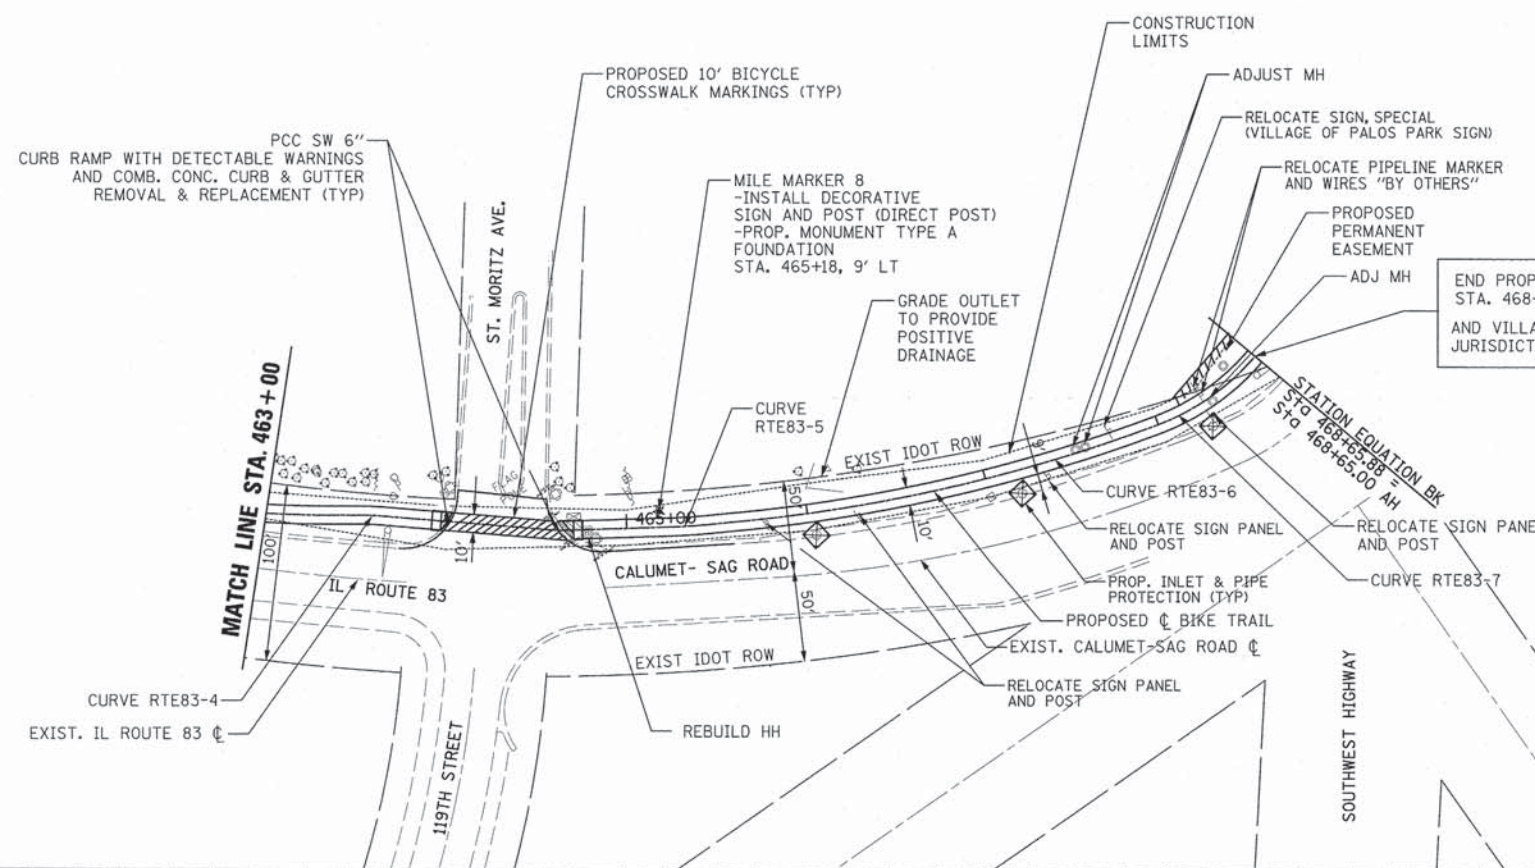 CONSTRUCTION
LIMITS
PROPOSED 10' BICYCLE
CROSSWALK MARKINGS (TYP)
ADJUST MH
RELOCATE SIGN, SPECIAL
(VILLAGE OF PALOS PARK SIGN)
PCC SW 6"
CURB RAMP WITH DETECTABLE WARNINGS
AND COMB. CONC. CURB & GUTTER
REMOVAL & REPLACEMENT (TYP)
RELOCATE PIPELINE MARKER
AND WIRES "BY OTHERS"
MILE MARKER 8
-INSTALL DECORATIVE
SIGN AND POST (DIRECT POST)
-PROP. MONUMENT TYPE A
FOUNDATION
STA. 465+18, 9' LT
PROPOSED
PERMANENT
EASEMENT
ST. MORITZ AVE.
ADJ MH
END PROP
STA. 468+
AND VILLA
JURISDICT
GRADE OUTLET
TO PROVIDE
POSITIVE
DRAINAGE
MATCH LINE STA. 463+00
CURVE
RTE83-5
STATION EQUATION BK
Sta 468+65.88 =
Sta 468+65.00 AH
EXIST IDOT ROW
9'
CURVE RTE83-6
50'
465+00
10'
10'
100'
RELOCATE SIGN PANEL
AND POST
RELOCATE SIGN PANE
AND POST
CALUMET- SAG ROAD
IL ROUTE 83
PROP. INLET & PIPE
PROTECTION (TYP)
CURVE RTE83-7
50'
PROPOSED ℄ BIKE TRAIL
EXIST. CALUMET-SAG ROAD ℄
EXIST IDOT ROW
RELOCATE SIGN PANEL
AND POST
CURVE RTE83-4
EXIST. IL ROUTE 83 ℄
REBUILD HH
119TH STREET
SOUTHWEST HIGHWAY